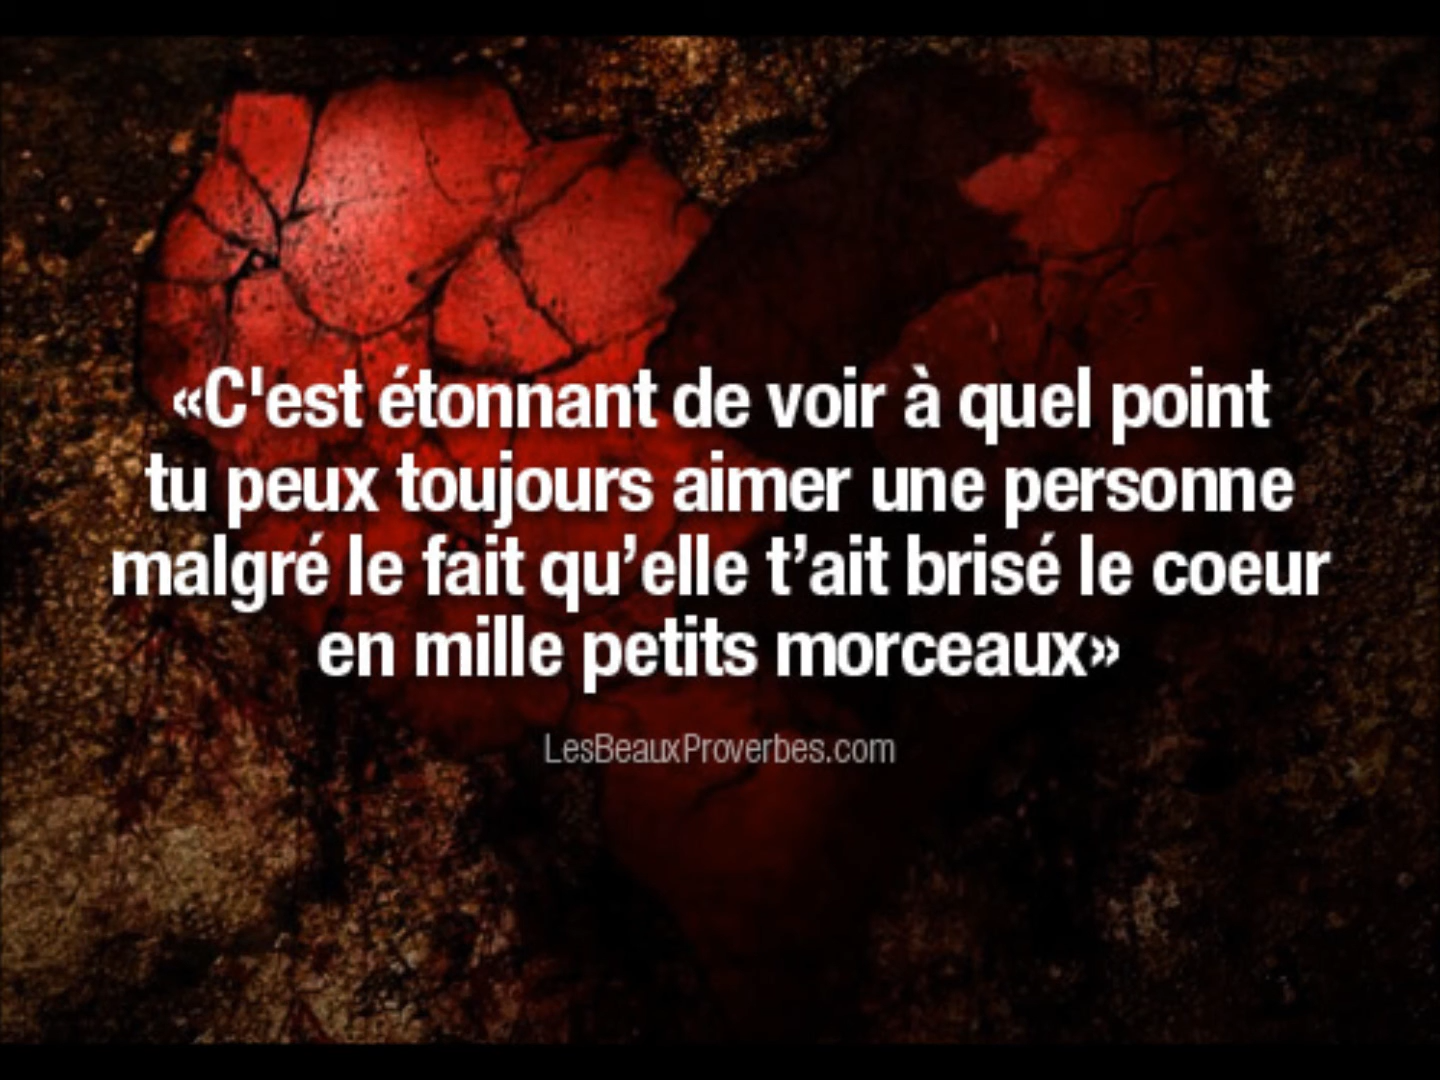 «C'est étonnant de voir à quel point
tu peux toujours aimer une personne
malgré le fait qu’elle t’ait brisé le coeur
en mille petits morceaux»
LesBeauxProverbes.com